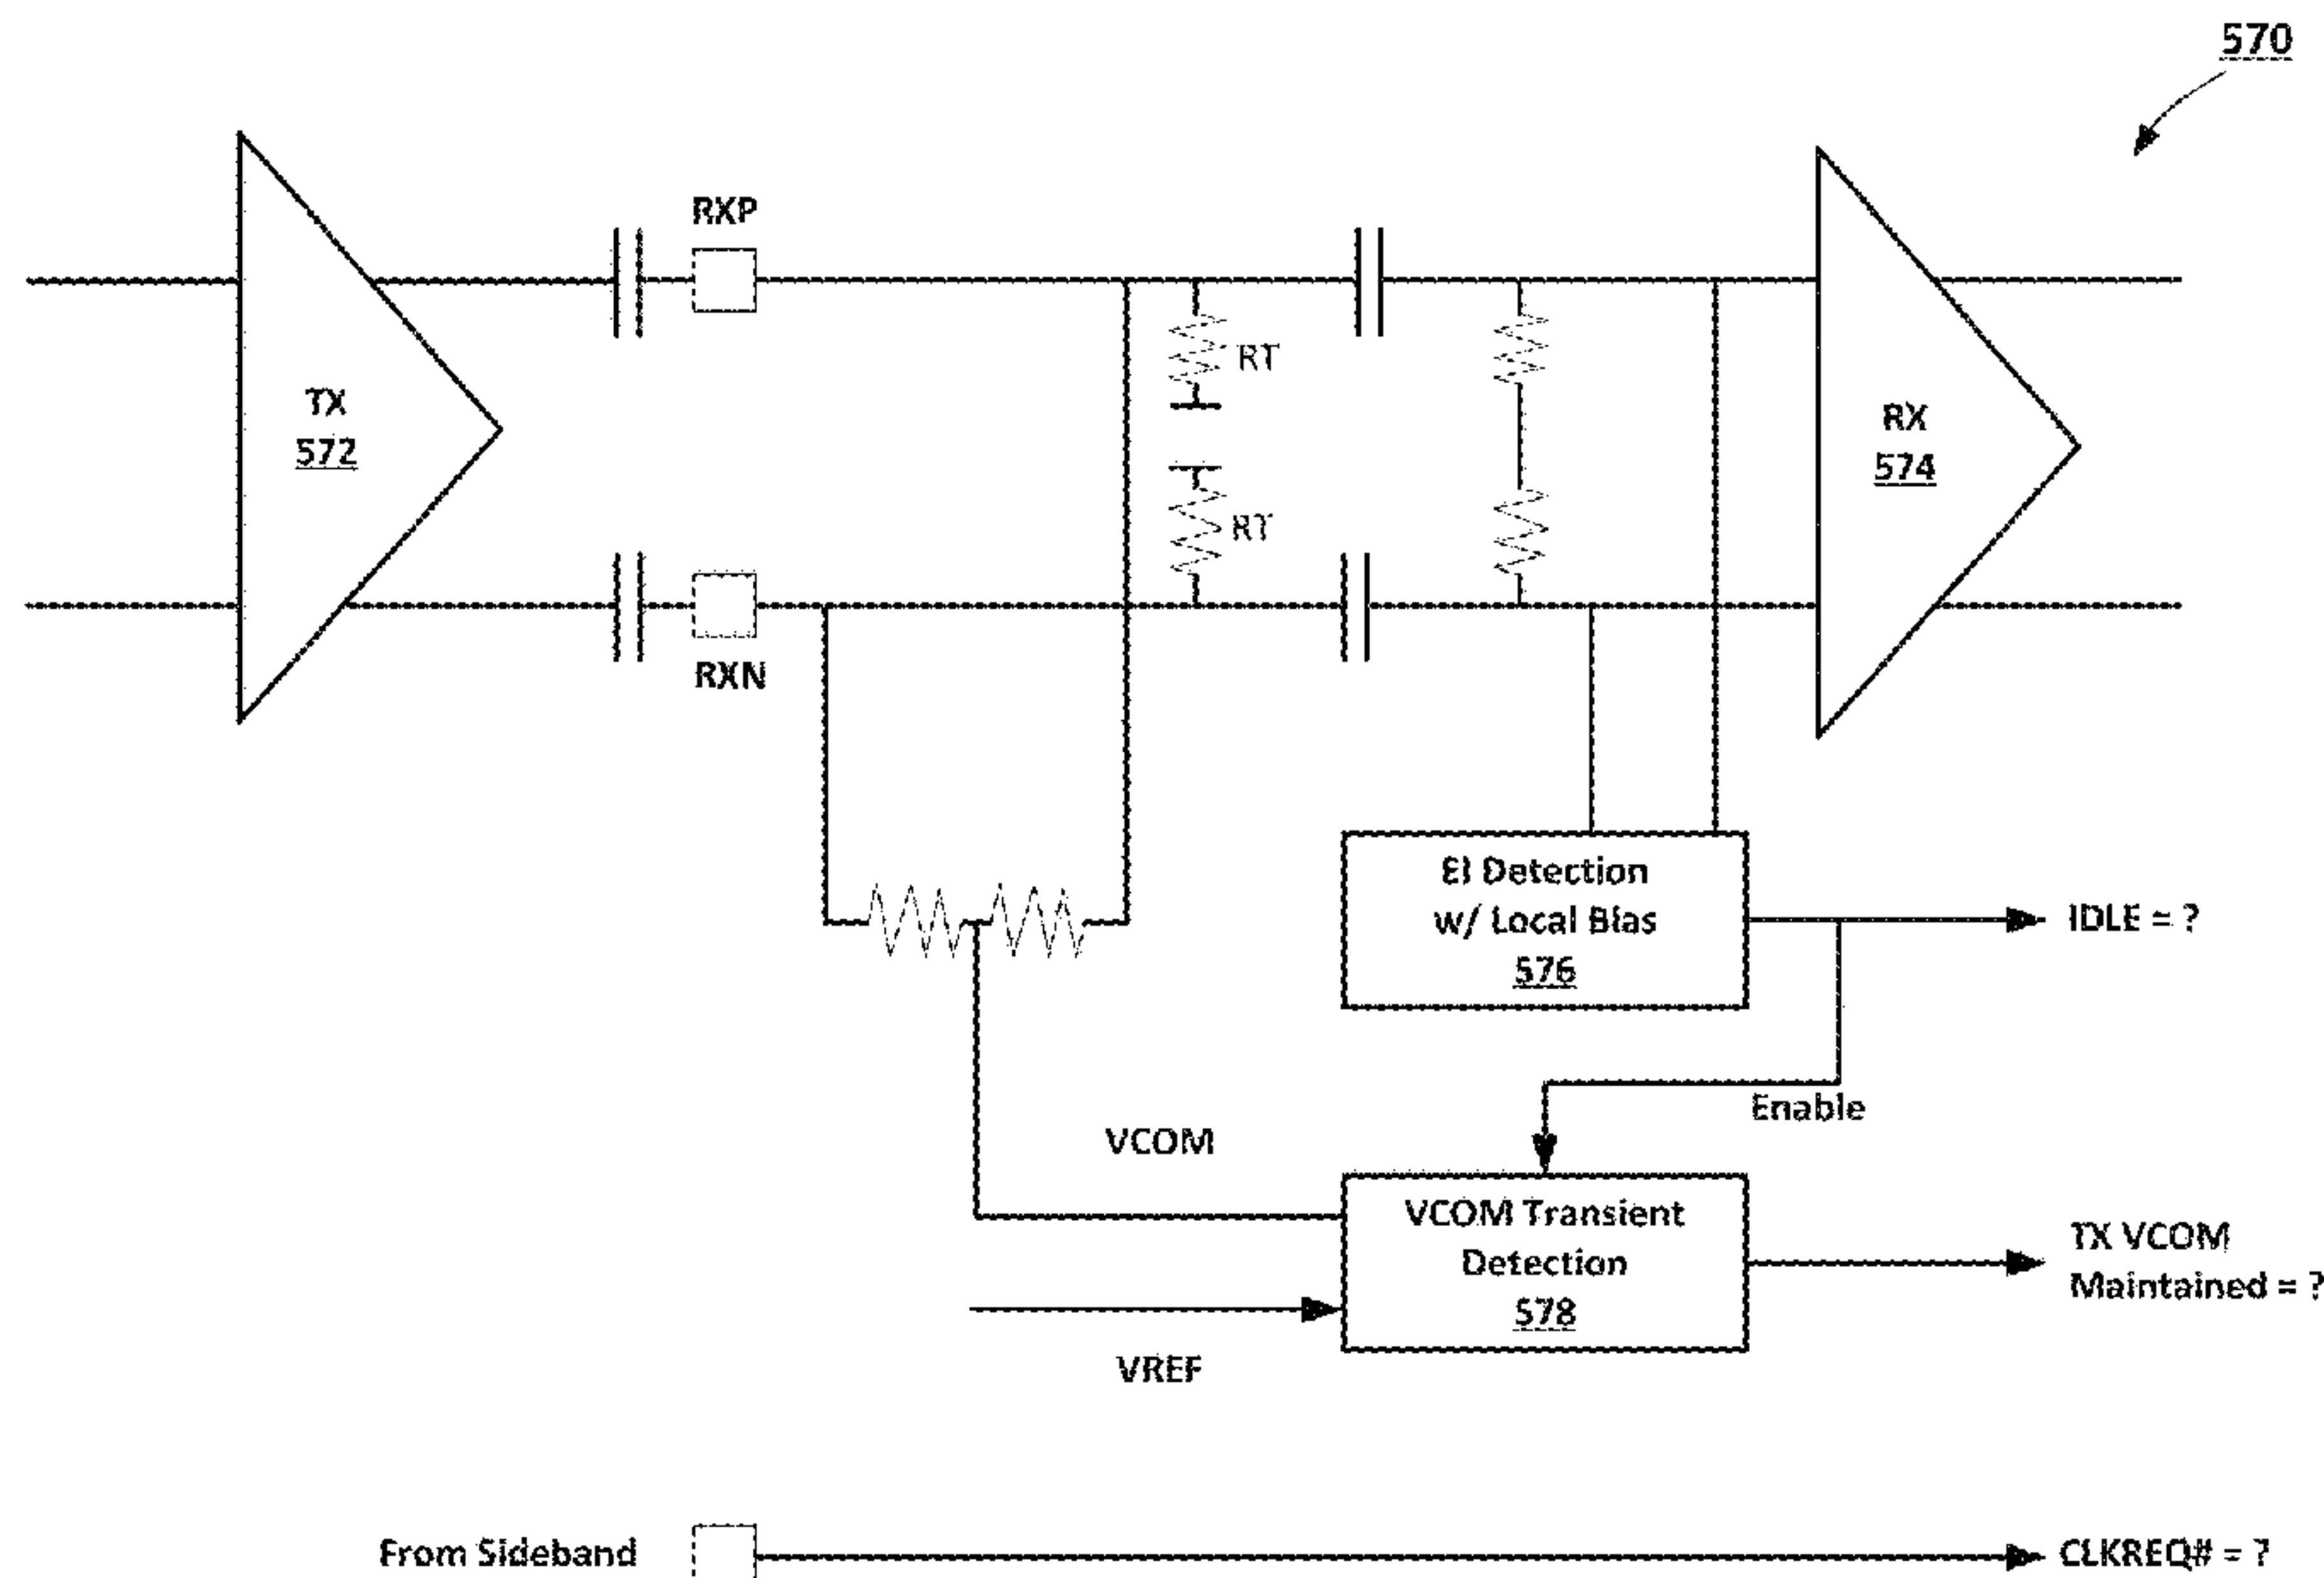 570
RXP
TX
572
RT
RT
RX
574
RXN
EI Detection
w/ Local Bias
576
IDLE = ?
Enable
VCOM
VCOM Transient
Detection
578
TX VCOM
Maintained = ?
VREF
From Sideband
CLKREQ# = ?